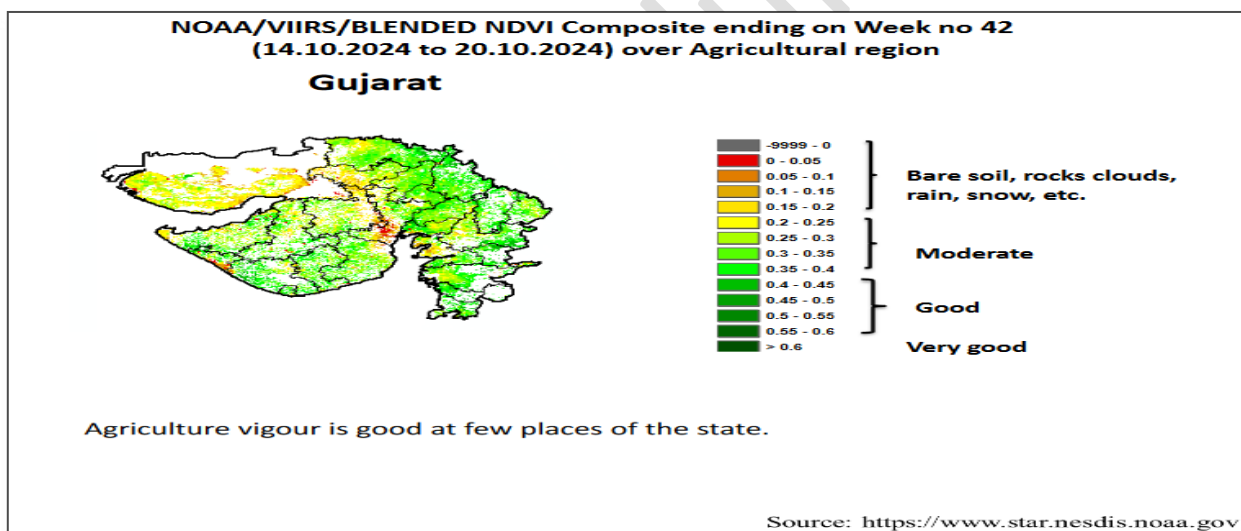 NOAA/VIIRS/BLENDED NDVI Composite ending on Week no 42
(14.10.2024 to 20.10.2024) over Agricultural region
Gujarat
-9999 - 0
0 - 0.05
0.05 - 0.1
0.1 - 0.15
0.15 - 0.2
0.2 - 0.25
0.25 - 0.3
0.3 - 0.35
0.35 - 0.4
0.4 - 0.45
0.45 - 0.5
0.5 - 0.55
0.55 - 0.6
> 0.6
Bare soil, rocks clouds,
rain, snow, etc.
Moderate
Good
Very good
Agriculture vigour is good at few places of the state.
Source: https://www.star.nesdis.noaa.gov